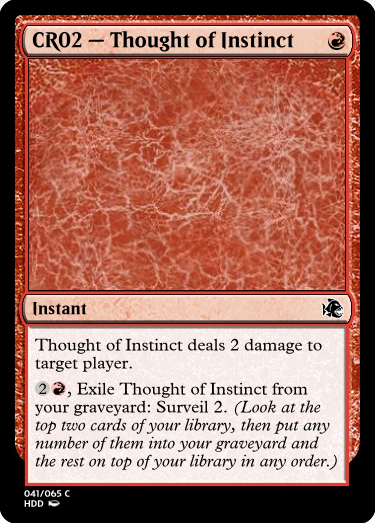 CR02 — Thought of Instinct
Instant
Thought of Instinct deals 2 damage to
target player.
2 , Exile Thought of Instinct from
your graveyard: Surveil 2. (Look at the
top two cards of your library, then put any
number of them into your graveyard and
the rest on top of your library in any order.)
041/065 C
HDD